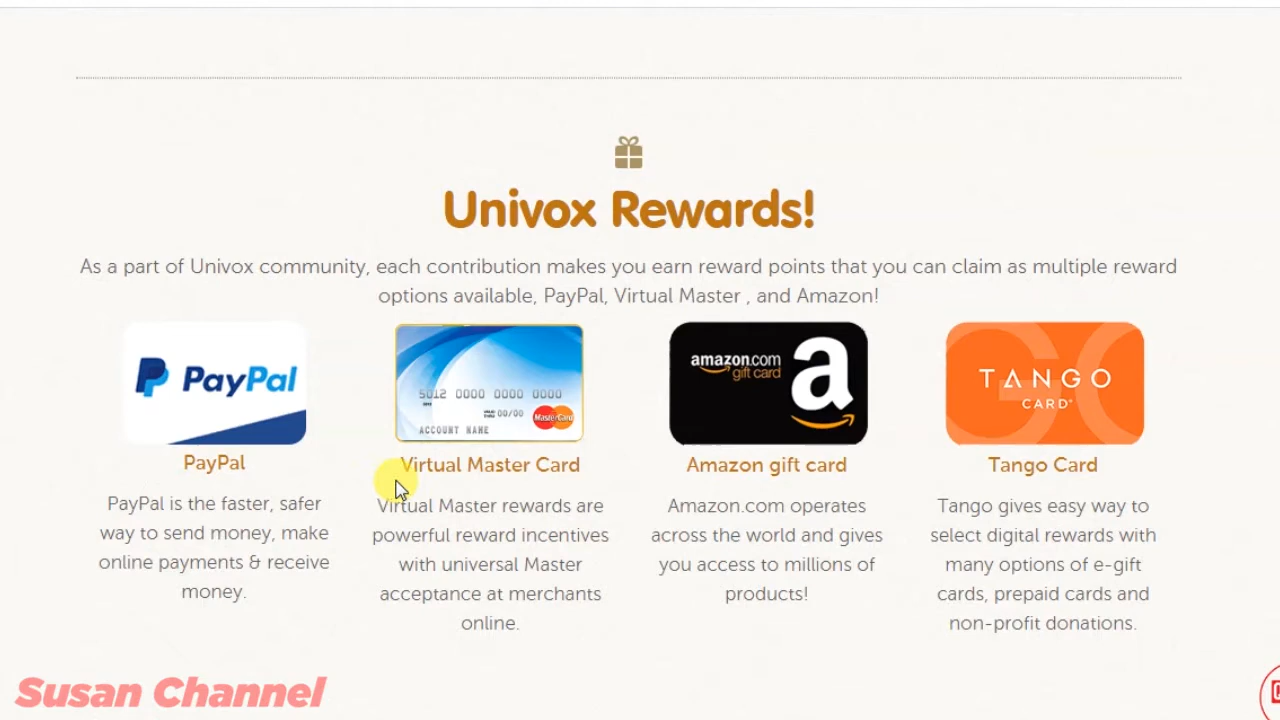 Univox Rewards!
As a part of Univox community, each contribution makes you earn reward points that you can claim as multiple reward
options available, PayPal, Virtual Master , and Amazon!
PayPal
5012 0000 0000 0000
00/00
MasterCard
ACCOUNT NAME
amazon.com
gift card
a
TANGO
CARD
PayPal
Virtual Master Card
Amazon gift card
Tango Card
PayPal is the faster, safer
way to send money, make
online payments & receive
money.
Virtual Master rewards are
powerful reward incentives
with universal Master
acceptance at merchants
online.
Amazon.com operates
across the world and gives
you access to millions of
products!
Tango gives easy way to
select digital rewards with
many options of e-gift
cards, prepaid cards and
non-profit donations.
Susan Channel